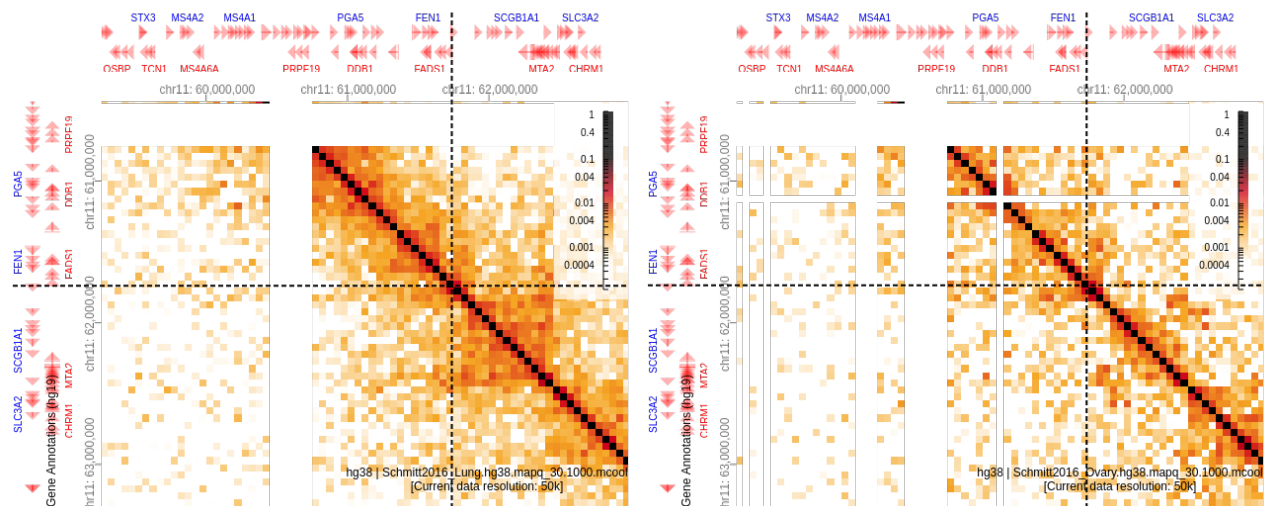 STX3 MS4A2 MS4A1 PGA5 FEN1 SCGB1A1 SLC3A2
OSBP TCN1 MS4A6A PRPF19 DDB1 FADS1 MTA2 CHRM1
chr11: 60,000,000 chr11: 61,000,000 chr11: 62,000,000
PRPF19
PGA5
DDB1
chr11: 61,000,000
FEN1
FADS1
chr11: 62,000,000
SCGB1A1
MTA2
SLC3A2
CHRM1
Gene Annotations (hg19)
chr11: 63,000,000
1
0.4
0.1
0.04
0.01
0.004
0.001
0.0004
hg38 | Schmitt2016_Lung.hg38.mapq_30.1000.mcool
[Current data resolution: 50k]
STX3 MS4A2 MS4A1 PGA5 FEN1 SCGB1A1 SLC3A2
OSBP TCN1 MS4A6A PRPF19 DDB1 FADS1 MTA2 CHRM1
chr11: 60,000,000 chr11: 61,000,000 chr11: 62,000,000
PRPF19
PGA5
DDB1
chr11: 61,000,000
FEN1
FADS1
chr11: 62,000,000
SCGB1A1
MTA2
SLC3A2
CHRM1
Gene Annotations (hg19)
chr11: 63,000,000
1
0.4
0.1
0.04
0.01
0.004
0.001
0.0004
hg38 | Schmitt2016_Ovary.hg38.mapq_30.1000.mcool
[Current data resolution: 50k]